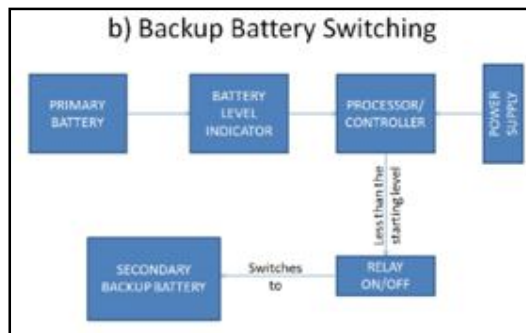 b) Backup Battery Switching
PRIMARY
BATTERY
BATTERY
LEVEL
INDICATOR
PROCESSOR/
CONTROLLER
POWER
SUPPLY
Less than the
starting level
SECONDARY
BACKUP BATTERY
Switches
to
RELAY
ON/OFF